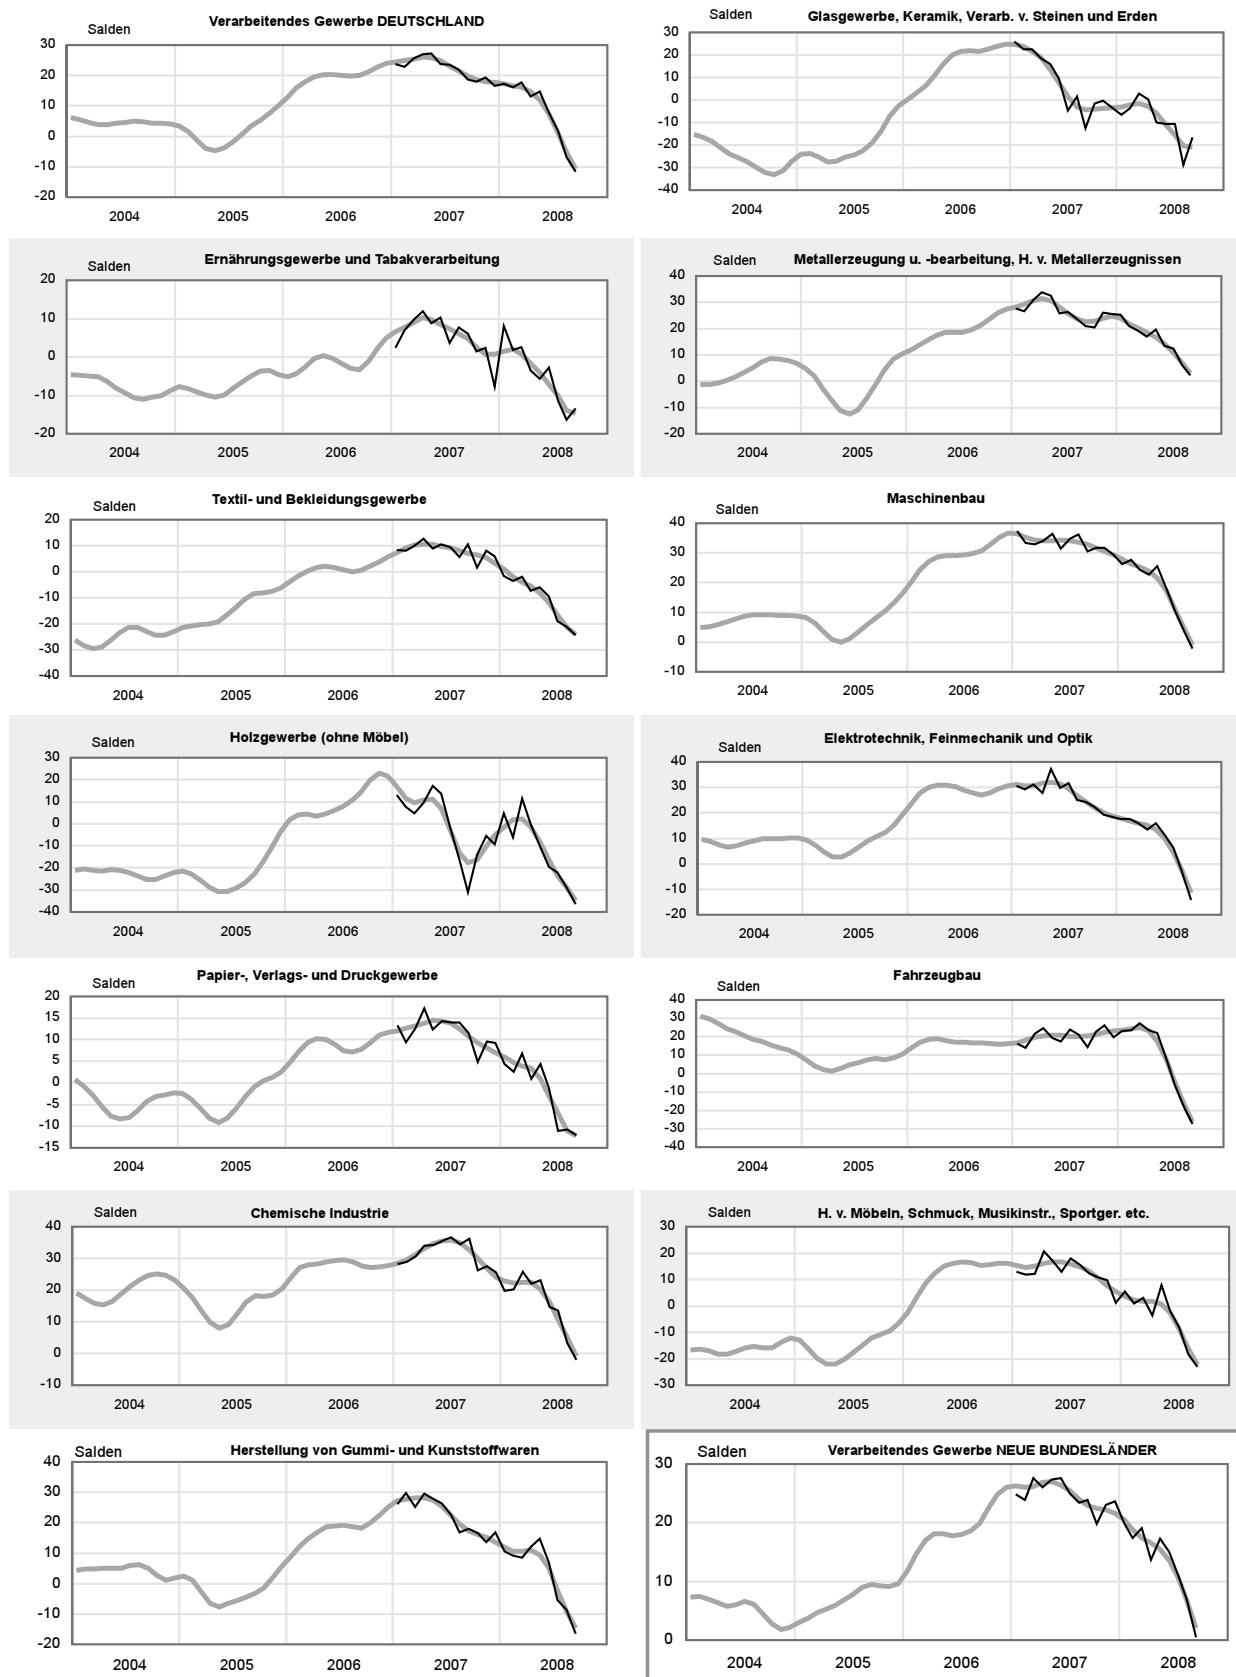 Verarbeitendes Gewerbe DEUTSCHLAND
Salden
30
20
10
0
-10
-20
2004 2005 2006 2007 2008
Glasgewerbe, Keramik, Verarb. v. Steinen und Erden
Salden
30
20
10
0
-10
-20
-30
-40
2004 2005 2006 2007 2008
Ernährungsgewerbe und Tabakverarbeitung
Salden
20
10
0
-10
-20
2004 2005 2006 2007 2008
Metallerzeugung u. -bearbeitung, H. v. Metallerzeugnissen
Salden
40
30
20
10
0
-10
-20
2004 2005 2006 2007 2008
Textil- und Bekleidungsgewerbe
Salden
20
10
0
-10
-20
-30
-40
2004 2005 2006 2007 2008
Maschinenbau
Salden
40
30
20
10
0
-10
2004 2005 2006 2007 2008
Holzgewerbe (ohne Möbel)
Salden
30
20
10
0
-10
-20
-30
-40
2004 2005 2006 2007 2008
Elektrotechnik, Feinmechanik und Optik
Salden
40
30
20
10
0
-10
-20
2004 2005 2006 2007 2008
Papier-, Verlags- und Druckgewerbe
Salden
20
15
10
5
0
-5
-10
-15
2004 2005 2006 2007 2008
Fahrzeugbau
Salden
40
30
20
10
0
-10
-20
-30
-40
2004 2005 2006 2007 2008
Chemische Industrie
Salden
40
30
20
10
0
-10
2004 2005 2006 2007 2008
H. v. Möbeln, Schmuck, Musikinstr., Sportger. etc.
Salden
30
20
10
0
-10
-20
-30
2004 2005 2006 2007 2008
Herstellung von Gummi- und Kunststoffwaren
Salden
40
30
20
10
0
-10
-20
2004 2005 2006 2007 2008
Verarbeitendes Gewerbe NEUE BUNDESLÄNDER
Salden
30
20
10
0
2004 2005 2006 2007 2008